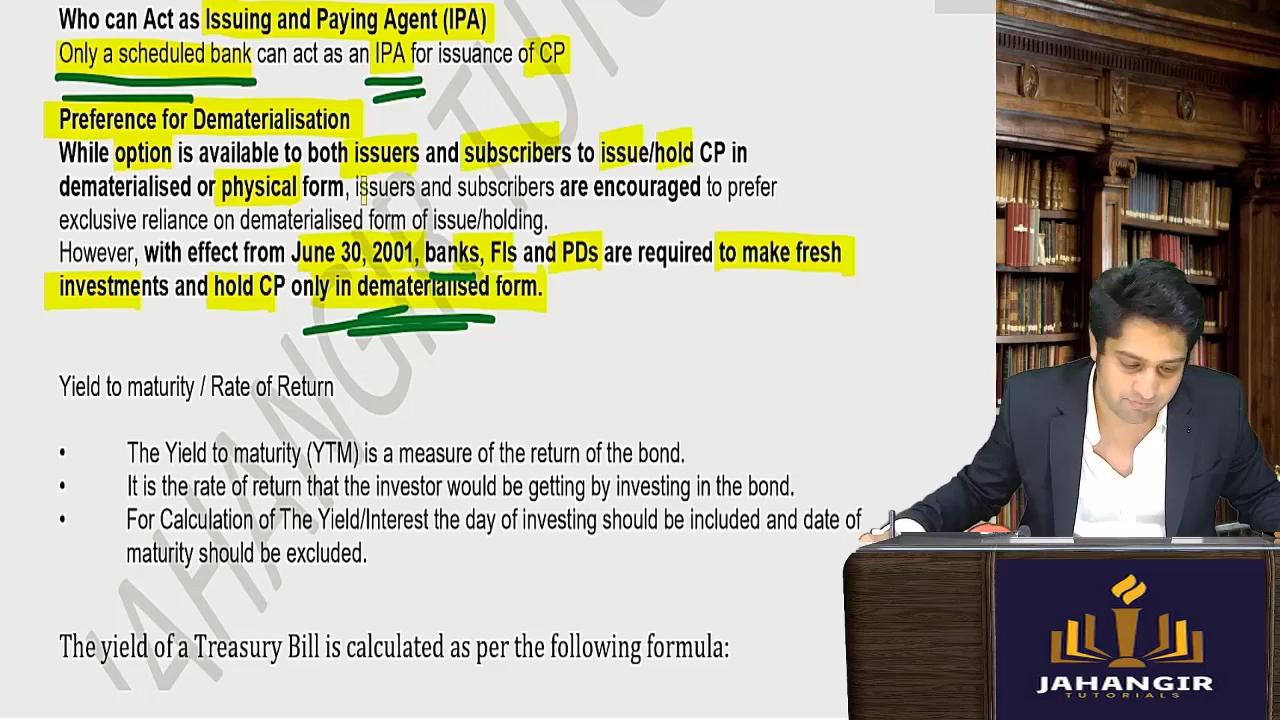 Who can Act as Issuing and Paying Agent (IPA)
Only a scheduled bank can act as an IPA for issuance of CP
Preference for Dematerialisation
While option is available to both issuers and subscribers to issue/hold CP in
dematerialised or physical form, issuers and subscribers are encouraged to prefer
exclusive reliance on dematerialised form of issue/holding.
However, with effect from June 30, 2001, banks, FIs and PDs are required to make fresh
investments and hold CP only in dematerialised form.
Yield to maturity / Rate of Return
• The Yield to maturity (YTM) is a measure of the return of the bond.
• It is the rate of return that the investor would be getting by investing in the bond.
• For Calculation of The Yield/Interest the day of investing should be included and date of
maturity should be excluded.
The yield of a Treasury Bill is calculated as per the following formula:
JAHANGIR TUTOR
JAHANGIR
TUTORIALS